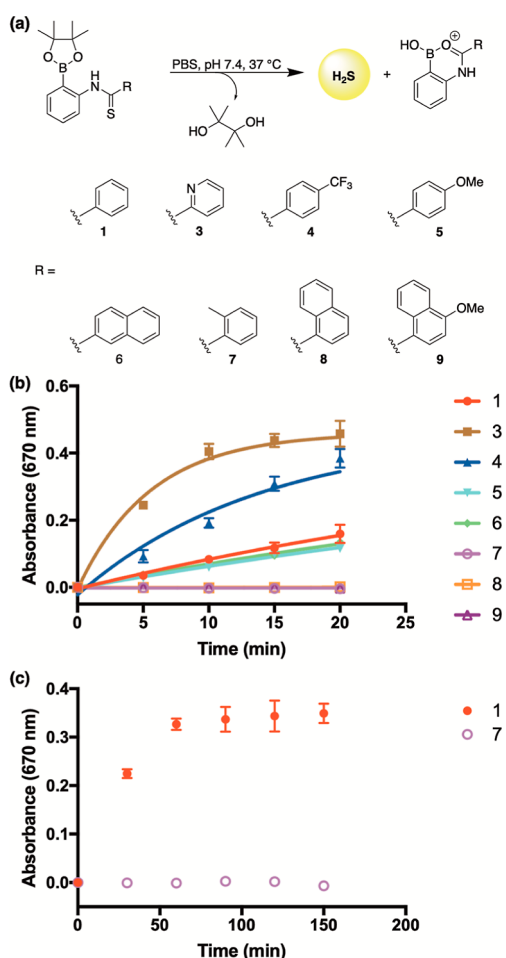 (a)
O O
B
H
N R
S
PBS, pH 7.4, 37 °C
HO OH
H₂S
+
HO O ⊕ R
B
NH
N
CF₃
OMe
1 3 4 5
R =
OMe
6 7 8 9
(b)
Absorbance (670 nm)
0.6
0.4
0.2
0.0
0 5 10 15 20 25
Time (min)
1
3
4
5
6
7
8
9
(c)
Absorbance (670 nm)
0.4
0.3
0.2
0.1
0.0
0 50 100 150 200
Time (min)
1
7